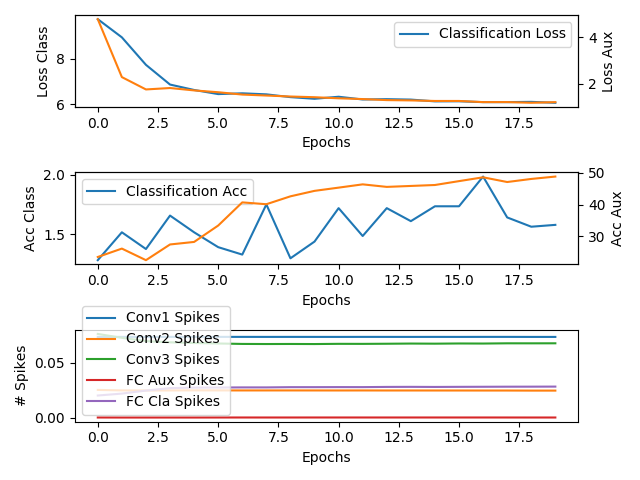 Classification Loss
Loss Class
Loss Aux
8
6
4
2
0.0 2.5 5.0 7.5 10.0 12.5 15.0 17.5
Epochs
Classification Acc
Acc Class
Acc Aux
2.0
1.5
50
40
30
0.0 2.5 5.0 7.5 10.0 12.5 15.0 17.5
Epochs
Conv1 Spikes
Conv2 Spikes
Conv3 Spikes
FC Aux Spikes
FC Cla Spikes
# Spikes
0.05
0.00
0.0 2.5 5.0 7.5 10.0 12.5 15.0 17.5
Epochs